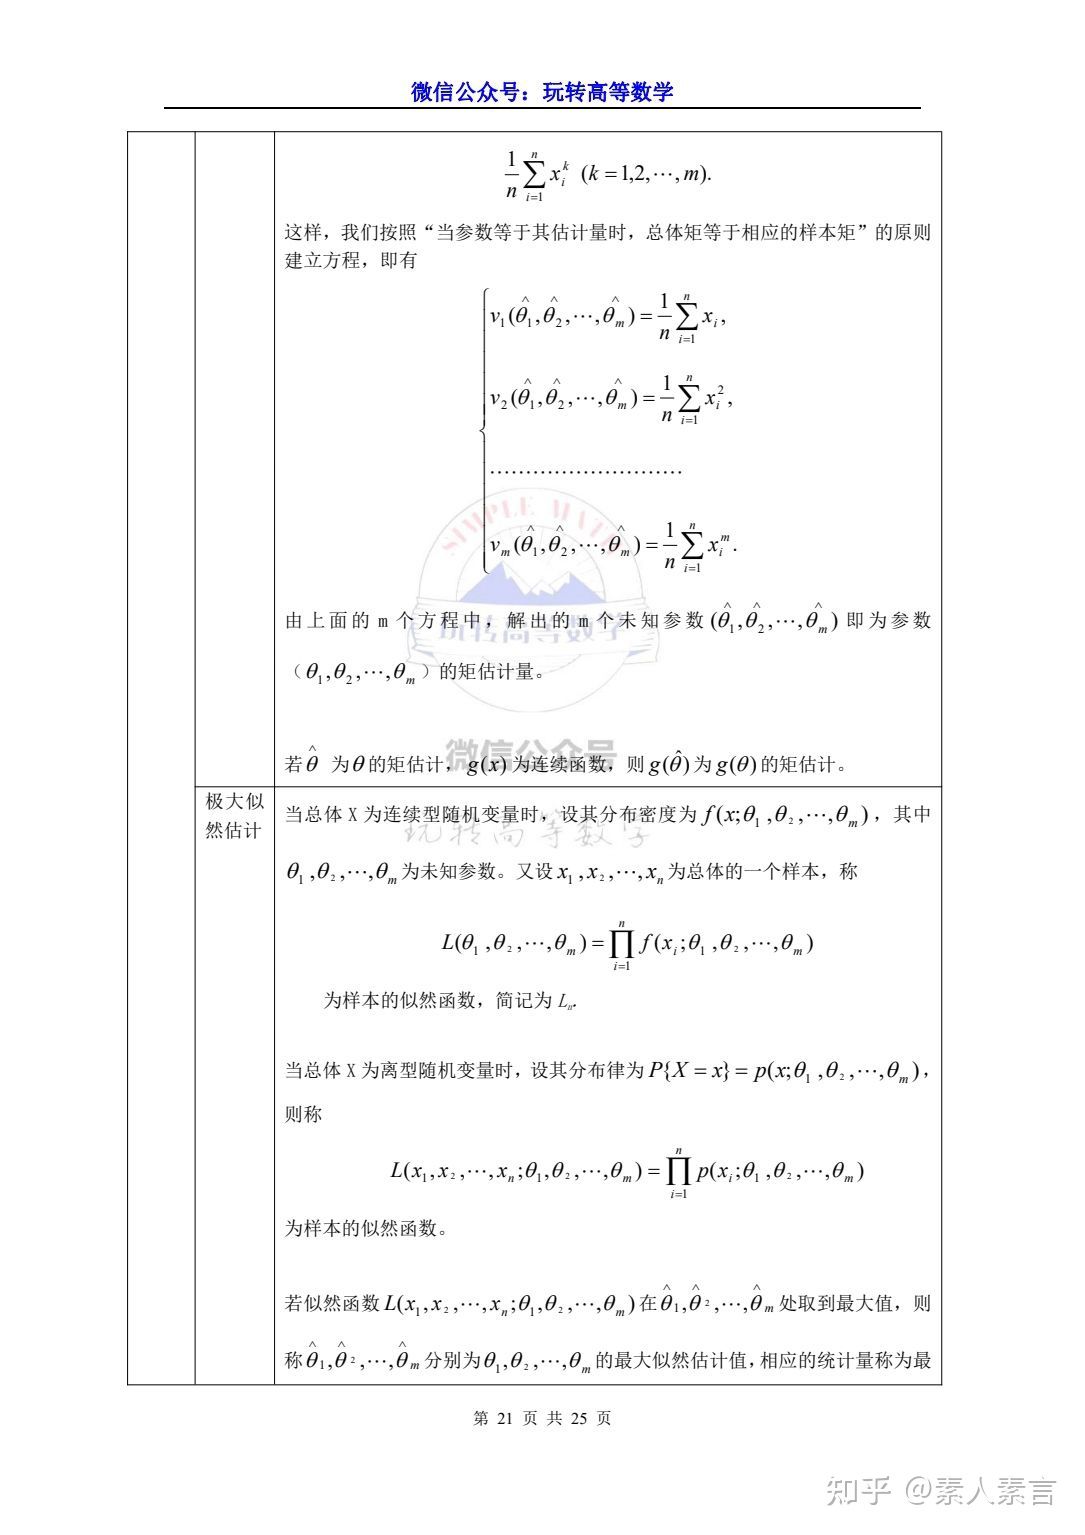 微信公众号：玩转高等数学
$\frac{1}{n}\sum_{i=1}^{n} x_i^k \ (k=1,2,\cdots,m).$
这样，我们按照“当参数等于其估计量时，总体矩等于相应的样本矩”的原则
建立方程，即有
$v_1(\hat{\theta}_1,\hat{\theta}_2,\cdots,\hat{\theta}_m)=\frac{1}{n}\sum_{i=1}^{n} x_i,$
$v_2(\hat{\theta}_1,\hat{\theta}_2,\cdots,\hat{\theta}_m)=\frac{1}{n}\sum_{i=1}^{n} x_i^2,$
………………………
$v_m(\hat{\theta}_1,\hat{\theta}_2,\cdots,\hat{\theta}_m)=\frac{1}{n}\sum_{i=1}^{n} x_i^m.$
SIMPLE MATH
玩转高等数学
由上面的 m 个方程中，解出的 m 个未知参数 $(\hat{\theta}_1,\hat{\theta}_2,\cdots,\hat{\theta}_m)$ 即为参数
（$\theta_1,\theta_2,\cdots,\theta_m$）的矩估计量。
微信公众号
若 $\hat{\theta}$ 为 $\theta$ 的矩估计，$g(x)$ 为连续函数，则 $g(\hat{\theta})$ 为 $g(\theta)$ 的矩估计。
极大似
然估计
当总体 X 为连续型随机变量时，设其分布密度为 $f(x;\theta_1,\theta_2,\cdots,\theta_m)$，其中
玩转高等数学
$\theta_1,\theta_2,\cdots,\theta_m$ 为未知参数。又设 $x_1,x_2,\cdots,x_n$ 为总体的一个样本，称
$L(\theta_1,\theta_2,\cdots,\theta_m)=\prod_{i=1}^{n} f(x_i;\theta_1,\theta_2,\cdots,\theta_m)$
为样本的似然函数，简记为 $L_n$.
当总体 X 为离型随机变量时，设其分布律为 $P\{X=x\}=p(x;\theta_1,\theta_2,\cdots,\theta_m)$，
则称
$L(x_1,x_2,\cdots,x_n;\theta_1,\theta_2,\cdots,\theta_m)=\prod_{i=1}^{n} p(x_i;\theta_1,\theta_2,\cdots,\theta_m)$
为样本的似然函数。
若似然函数 $L(x_1,x_2,\cdots,x_n;\theta_1,\theta_2,\cdots,\theta_m)$ 在 $\hat{\theta}_1,\hat{\theta}_2,\cdots,\hat{\theta}_m$ 处取到最大值，则
称 $\hat{\theta}_1,\hat{\theta}_2,\cdots,\hat{\theta}_m$ 分别为 $\theta_1,\theta_2,\cdots,\theta_m$ 的最大似然估计值，相应的统计量称为最
第 21 页 共 25 页
知乎 @素人素言